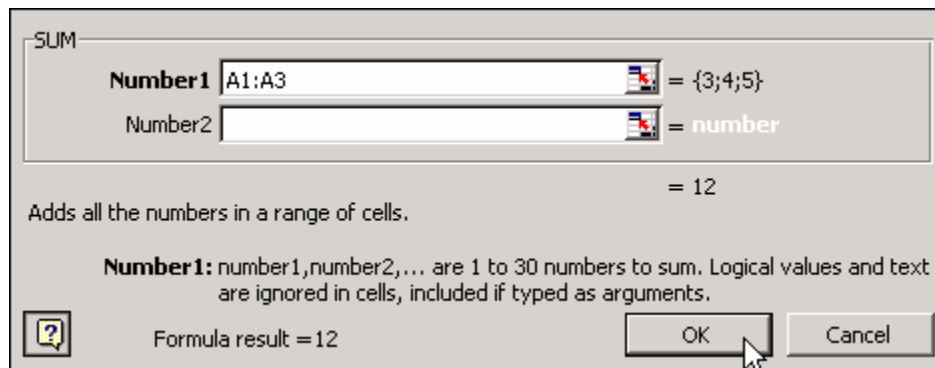 SUM
Number1 A1:A3 = {3;4;5}
Number2 = number
= 12
Adds all the numbers in a range of cells.
Number1: number1,number2,... are 1 to 30 numbers to sum. Logical values and text
are ignored in cells, included if typed as arguments.
? Formula result =12 OK Cancel